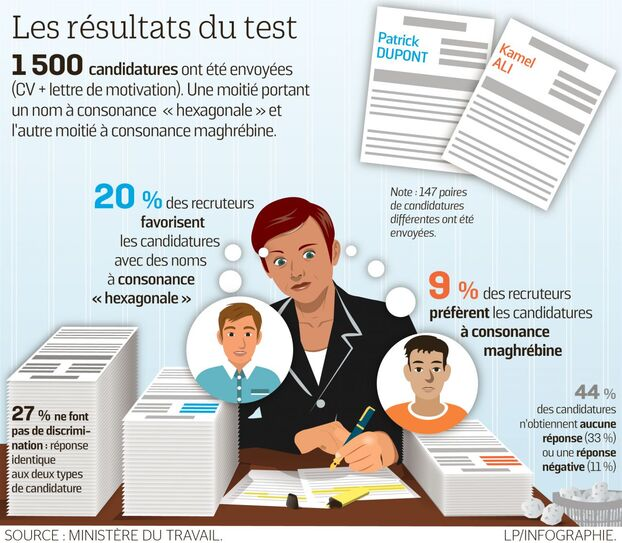 Les résultats du test
1 500 candidatures ont été envoyées
(CV + lettre de motivation). Une moitié portant
un nom à consonance « hexagonale » et
l'autre moitié à consonance maghrébine.
Patrick
DUPONT
Kamel
ALI
Note : 147 paires
de candidatures
différentes ont été
envoyées.
20 % des recruteurs
favorisent
les candidatures
avec des noms
à consonance
« hexagonale »
9 % des recruteurs
préfèrent les candidatures
à consonance
maghrébine
27 % ne font
pas de discrimi-
nation : réponse
identique
aux deux types
de candidature
44 %
des candidatures
n'obtiennent aucune
réponse (33 %)
ou une réponse
négative (11 %)
SOURCE : MINISTÈRE DU TRAVAIL.
LP/INFOGRAPHIE.